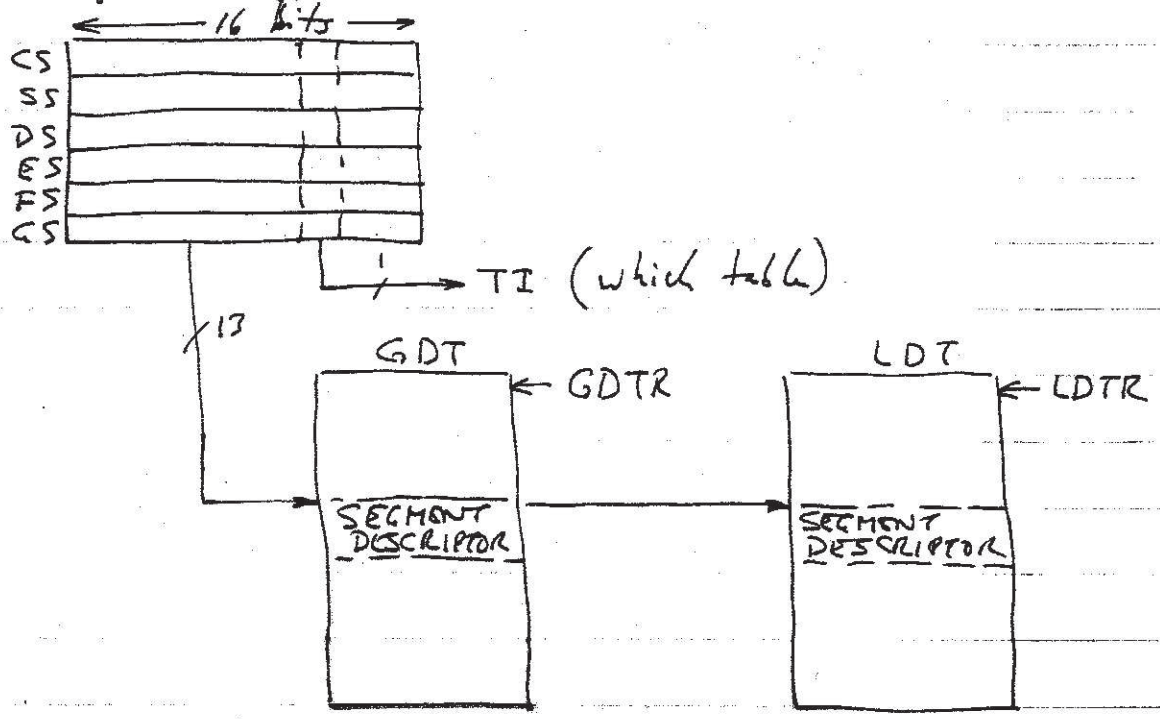 16 bits
CS
SS
DS
ES
FS
GS
1
TI (which table)
13
GDT
GDTR
LDT
LDTR
SEGMENT
DESCRIPTOR
SEGMENT
DESCRIPTOR